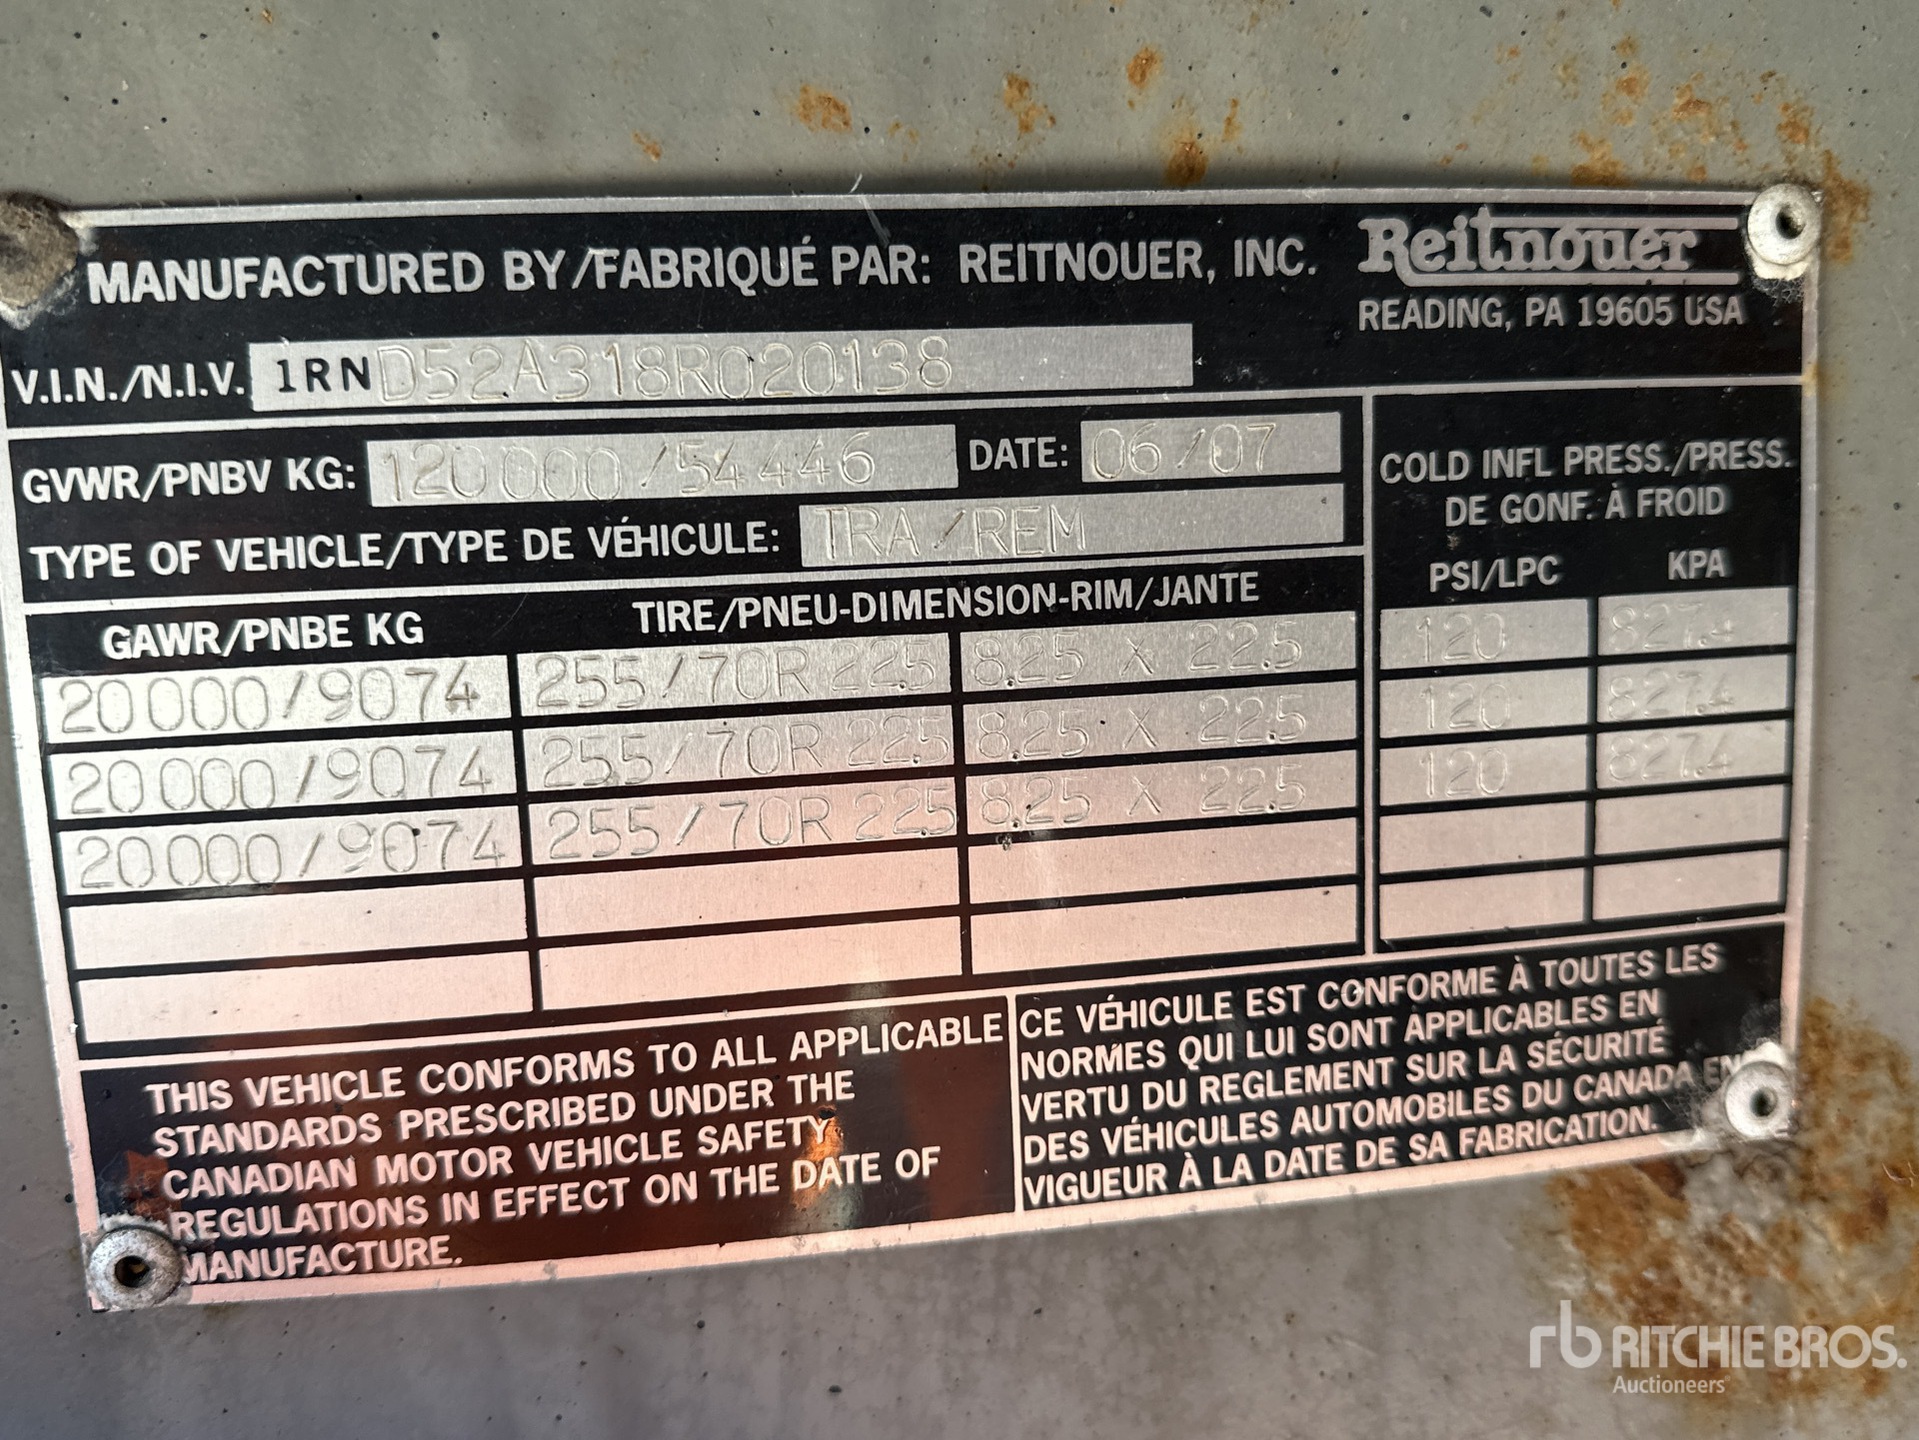 MANUFACTURED BY/FABRIQUÉ PAR: REITNOUER, INC.
Reitnouer
READING, PA 19605 USA
V.I.N./N.I.V. 1RND52A318R020138
GVWR/PNBV KG: 120000/54446 DATE: 06/07
TYPE OF VEHICLE/TYPE DE VÉHICULE: TRA/REM
COLD INFL PRESS./PRESS.
DE GONF. À FROID
GAWR/PNBE KG TIRE/PNEU-DIMENSION-RIM/JANTE PSI/LPC KPA
20000/9074 255/70R 22.5 8.25 X 22.5 120 827.4
20000/9074 255/70R 22.5 8.25 X 22.5 120 827.4
20000/9074 255/70R 22.5 8.25 X 22.5 120 827.4
THIS VEHICLE CONFORMS TO ALL APPLICABLE
STANDARDS PRESCRIBED UNDER THE
CANADIAN MOTOR VEHICLE SAFETY
REGULATIONS IN EFFECT ON THE DATE OF
MANUFACTURE.
CE VÉHICULE EST CONFORME À TOUTES LES
NORMES QUI LUI SONT APPLICABLES EN
VERTU DU REGLEMENT SUR LA SÉCURITÉ
DES VÉHICULES AUTOMOBILES DU CANADA EN
VIGUEUR À LA DATE DE SA FABRICATION.
rb RITCHIE BROS.
Auctioneers